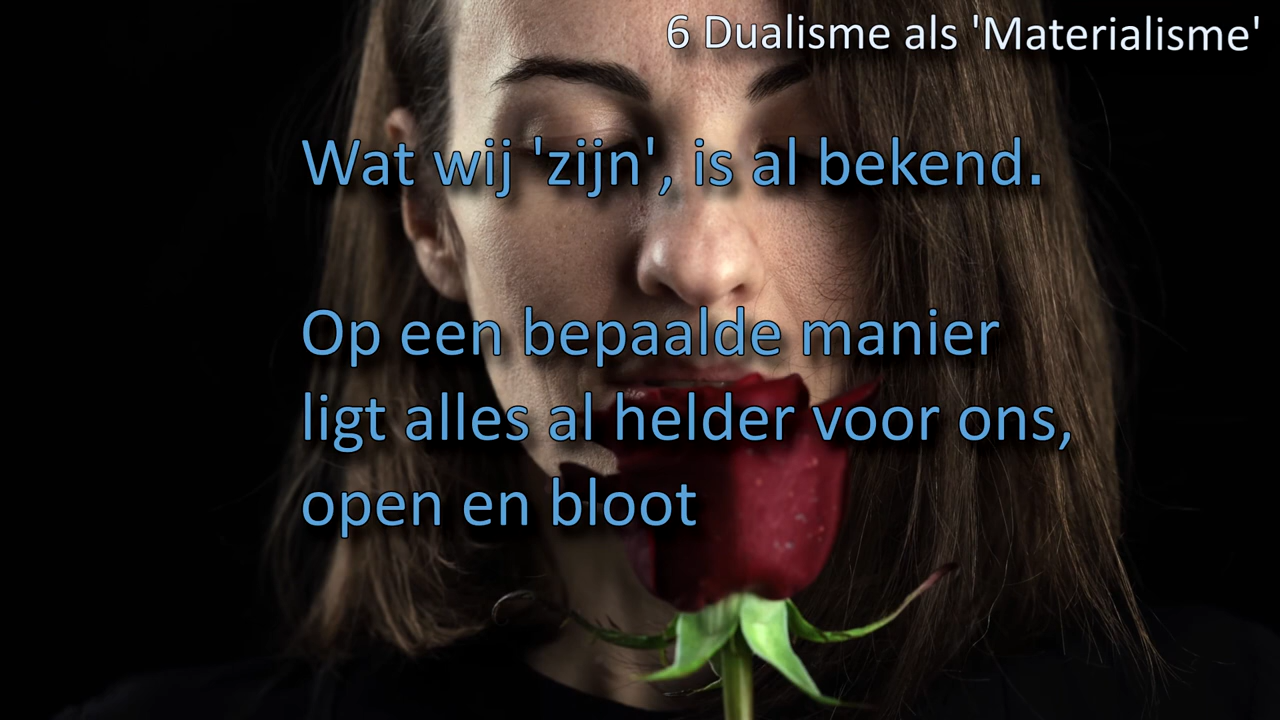 6 Dualisme als 'Materialisme'
Wat wij 'zijn', is al bekend.
Op een bepaalde manier
ligt alles al helder voor ons,
open en bloot